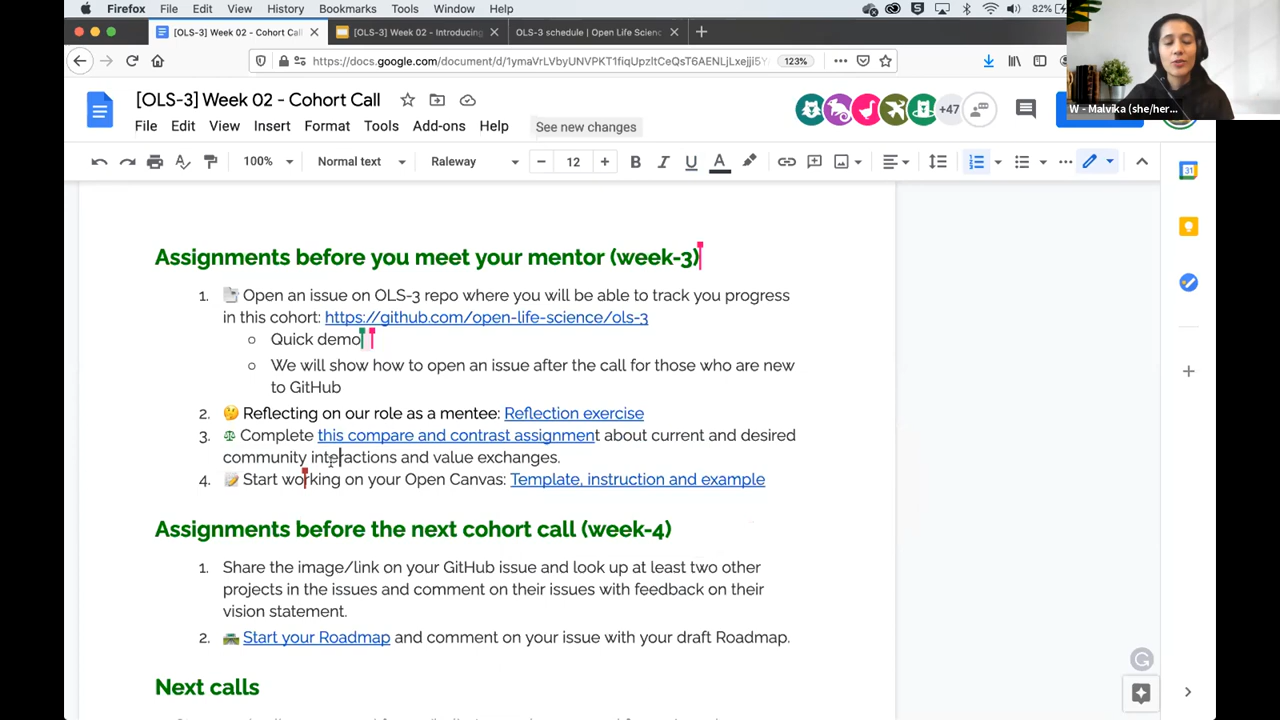 Firefox File Edit View History Bookmarks Tools Window Help 82%
[OLS-3] Week 02 - Cohort Cal
[OLS-3] Week 02 - Introducing
OLS-3 schedule | Open Life Scienc
123%
W - Malvika (she/her...
[OLS-3] Week 02 - Cohort Call
+47
File Edit View Insert Format Tools Add-ons Help See new changes
100% Normal text Raleway 12 B I U A
31
Assignments before you meet your mentor (week-3)
1. Open an issue on OLS-3 repo where you will be able to track you progress
in this cohort: https://github.com/open-life-science/ols-3
Quick demo
We will show how to open an issue after the call for those who are new
to GitHub
2. Reflecting on our role as a mentee: Reflection exercise
3. Complete this compare and contrast assignment about current and desired
community interactions and value exchanges.
4. Start working on your Open Canvas: Template, instruction and example
Assignments before the next cohort call (week-4)
1. Share the image/link on your GitHub issue and look up at least two other
projects in the issues and comment on their issues with feedback on their
vision statement.
2. Start your Roadmap and comment on your issue with your draft Roadmap.
Next calls